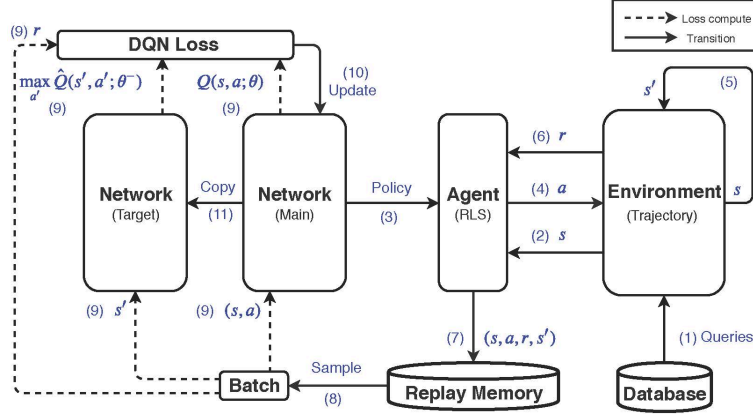 (9) r
DQN Loss
Loss compute
Transition
max Q̂(s′, a′; θ⁻)
a′
(9)
Q(s, a; θ)
(9)
(10)
Update
s′
(5)
(6) r
Network
(Target)
Copy
(11)
Network
(Main)
Policy
(3)
Agent
(RLS)
(4) a
Environment
(Trajectory)
s
(2) s
(9) s′
(9) (s, a)
(7) (s, a, r, s′)
(1) Queries
Batch
Sample
(8)
Replay Memory
Database